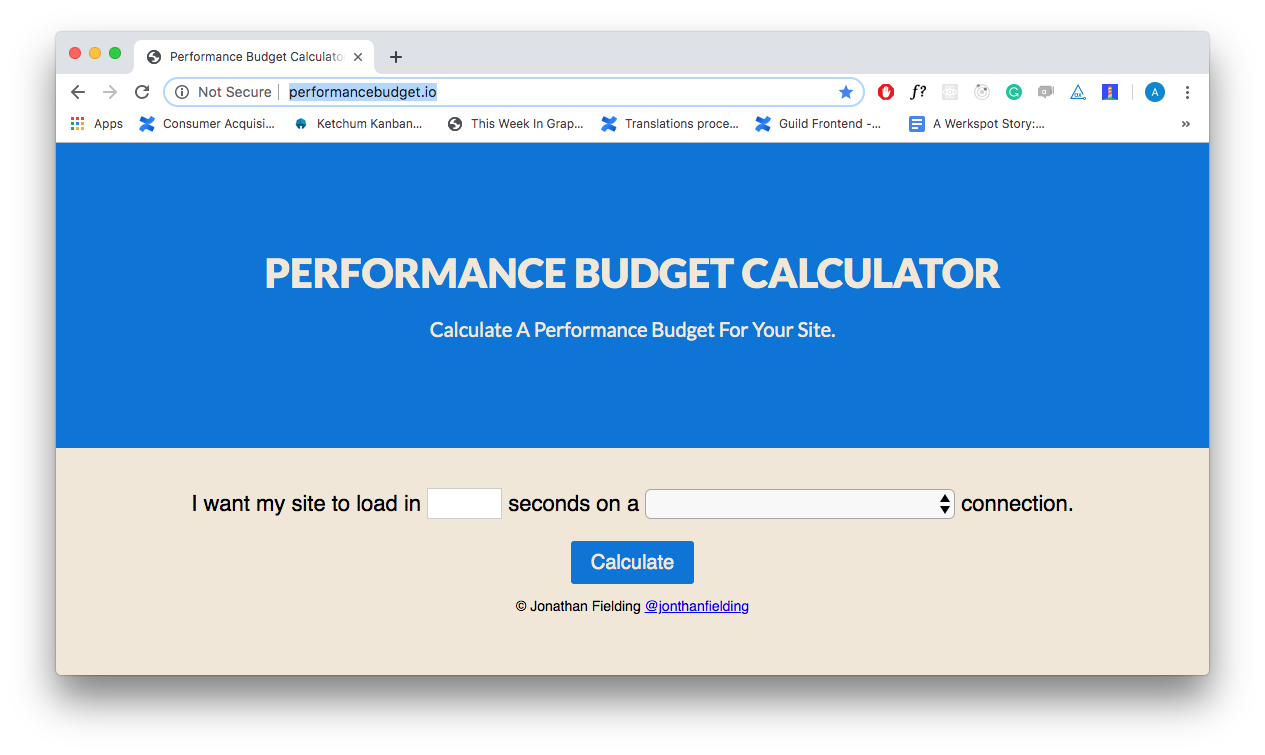 Performance Budget Calculato
Not Secure performancebudget.io
f?
A
Apps Consumer Acquisi... Ketchum Kanban... This Week In Grap... Translations proce... Guild Frontend -... A Werkspot Story:... »
PERFORMANCE BUDGET CALCULATOR
Calculate A Performance Budget For Your Site.
I want my site to load in seconds on a connection.
Calculate
© Jonathan Fielding @jonthanfielding